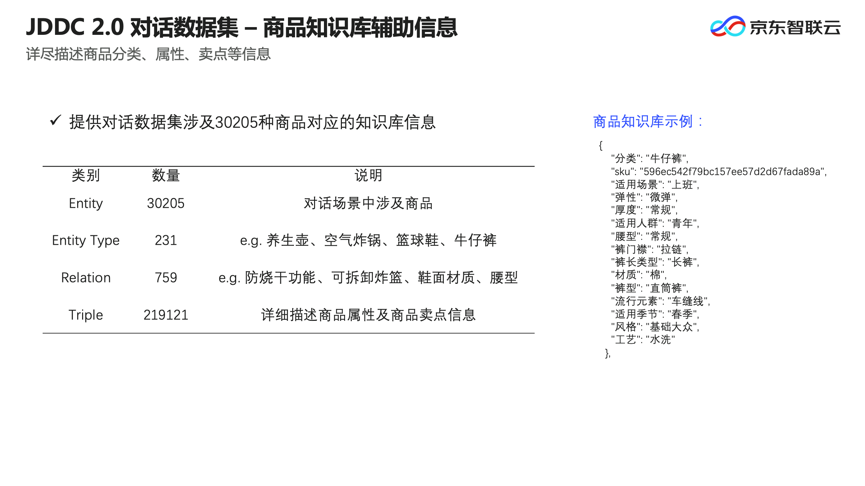 JDDC 2.0 对话数据集 – 商品知识库辅助信息
京东智联云
详尽描述商品分类、属性、卖点等信息
✓ 提供对话数据集涉及30205种商品对应的知识库信息
类别 数量 说明
Entity 30205 对话场景中涉及商品
Entity Type 231 e.g. 养生壶、空气炸锅、篮球鞋、牛仔裤
Relation 759 e.g. 防烧干功能、可拆卸炸篮、鞋面材质、腰型
Triple 219121 详细描述商品属性及商品卖点信息
商品知识库示例：
{
"分类": "牛仔裤",
"sku": "596ec542f79bc157ee57d2d67fada89a",
"适用场景": "上班",
"弹性": "微弹",
"厚度": "常规",
"适用人群": "青年",
"腰型": "常规",
"裤门襟": "拉链",
"裤长类型": "长裤",
"材质": "棉",
"裤型": "直筒裤",
"流行元素": "车缝线",
"适用季节": "春季",
"风格": "基础大众",
"工艺": "水洗"
},